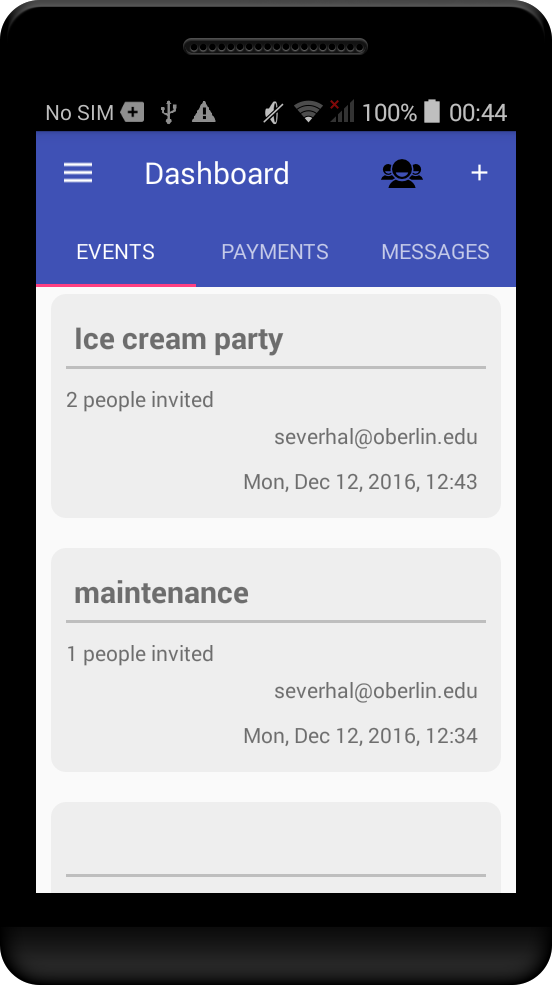 No SIM 100% 00:44
Dashboard +
EVENTS PAYMENTS MESSAGES
Ice cream party
2 people invited
severhal@oberlin.edu
Mon, Dec 12, 2016, 12:43
maintenance
1 people invited
severhal@oberlin.edu
Mon, Dec 12, 2016, 12:34